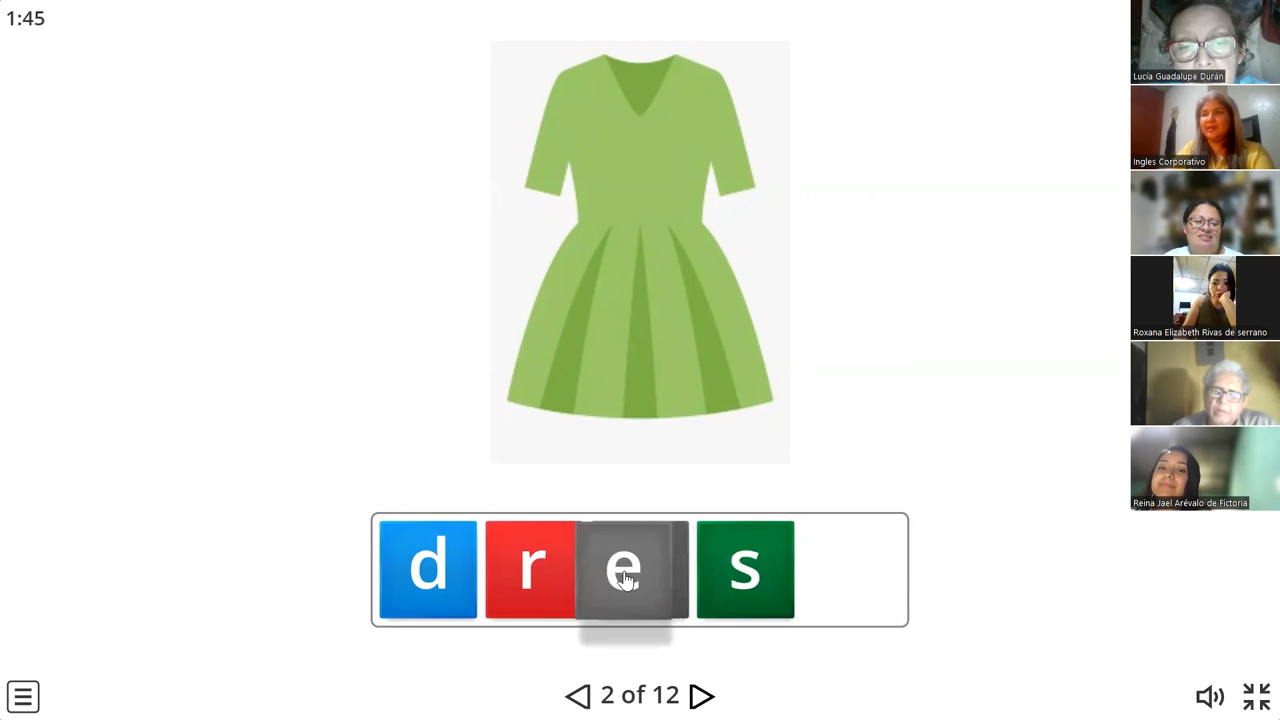 1:45
Lucía Guadalupe Durán
Ingles Corporativo
Roxana Elizabeth Rivas de serrano
Reina Jael Arévalo de Fictoria
d r e s
2 of 12